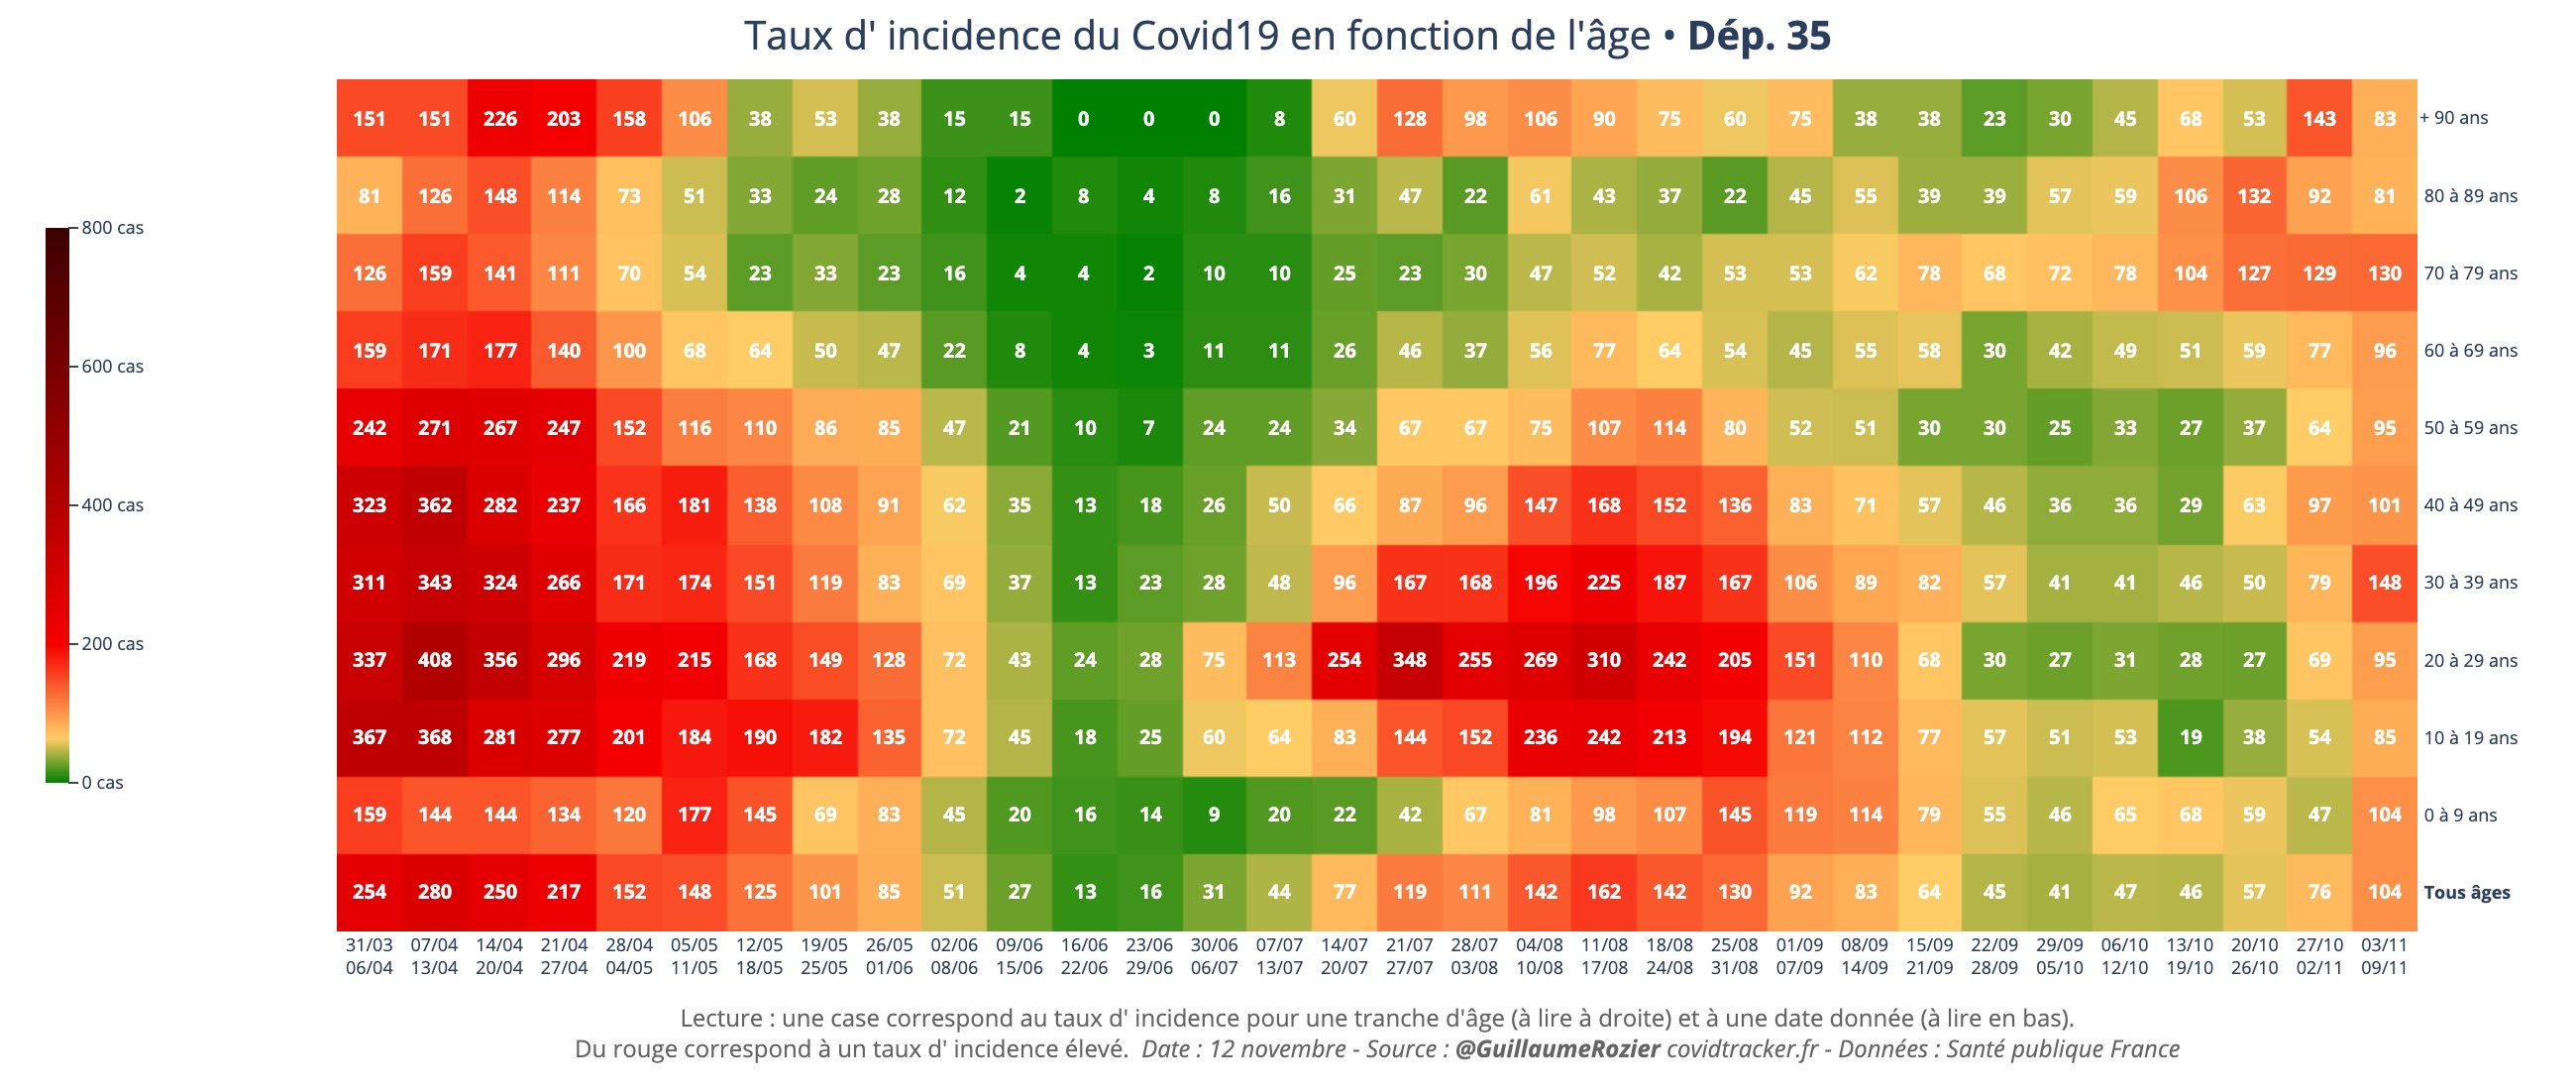 Taux d' incidence du Covid19 en fonction de l'âge • Dép. 35
800 cas
600 cas
400 cas
200 cas
0 cas
151 151 226 203 158 106 38 53 38 15 15 0 0 0 8 60 128 98 106 90 75 60 75 38 38 23 30 45 68 53 143 83 + 90 ans
81 126 148 114 73 51 33 24 28 12 2 8 4 8 16 31 47 22 61 43 37 22 45 55 39 39 57 59 106 132 92 81 80 à 89 ans
126 159 141 111 70 54 23 33 23 16 4 4 2 10 10 25 23 30 47 52 42 53 53 62 78 68 72 78 104 127 129 130 70 à 79 ans
159 171 177 140 100 68 64 50 47 22 8 4 3 11 11 26 46 37 56 77 64 54 45 55 58 30 42 49 51 59 77 96 60 à 69 ans
242 271 267 247 152 116 110 86 85 47 21 10 7 24 24 34 67 67 75 107 114 80 52 51 30 30 25 33 27 37 64 95 50 à 59 ans
323 362 282 237 166 181 138 108 91 62 35 13 18 26 50 66 87 96 147 168 152 136 83 71 57 46 36 36 29 63 97 101 40 à 49 ans
311 343 324 266 171 174 151 119 83 69 37 13 23 28 48 96 167 168 196 225 187 167 106 89 82 57 41 41 46 50 79 148 30 à 39 ans
337 408 356 296 219 215 168 149 128 72 43 24 28 75 113 254 348 255 269 310 242 205 151 110 68 30 27 31 28 27 69 95 20 à 29 ans
367 368 281 277 201 184 190 182 135 72 45 18 25 60 64 83 144 152 236 242 213 194 121 112 77 57 51 53 19 38 54 85 10 à 19 ans
159 144 144 134 120 177 145 69 83 45 20 16 14 9 20 22 42 67 81 98 107 145 119 114 79 55 46 65 68 59 47 104 0 à 9 ans
254 280 250 217 152 148 125 101 85 51 27 13 16 31 44 77 119 111 142 162 142 130 92 83 64 45 41 47 46 57 76 104 Tous âges
31/03 07/04 14/04 21/04 28/04 05/05 12/05 19/05 26/05 02/06 09/06 16/06 23/06 30/06 07/07 14/07 21/07 28/07 04/08 11/08 18/08 25/08 01/09 08/09 15/09 22/09 29/09 06/10 13/10 20/10 27/10 03/11
06/04 13/04 20/04 27/04 04/05 11/05 18/05 25/05 01/06 08/06 15/06 22/06 29/06 06/07 13/07 20/07 27/07 03/08 10/08 17/08 24/08 31/08 07/09 14/09 21/09 28/09 05/10 12/10 19/10 26/10 02/11 09/11
Lecture : une case correspond au taux d' incidence pour une tranche d'âge (à lire à droite) et à une date donnée (à lire en bas).
Du rouge correspond à un taux d' incidence élevé. Date : 12 novembre - Source : @GuillaumeRozier covidtracker.fr - Données : Santé publique France